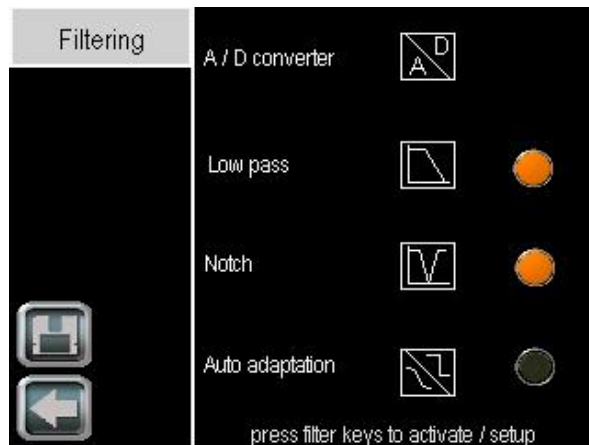 Filtering
A / D converter
A D
Low pass
Notch
Auto adaptation
press filter keys to activate / setup